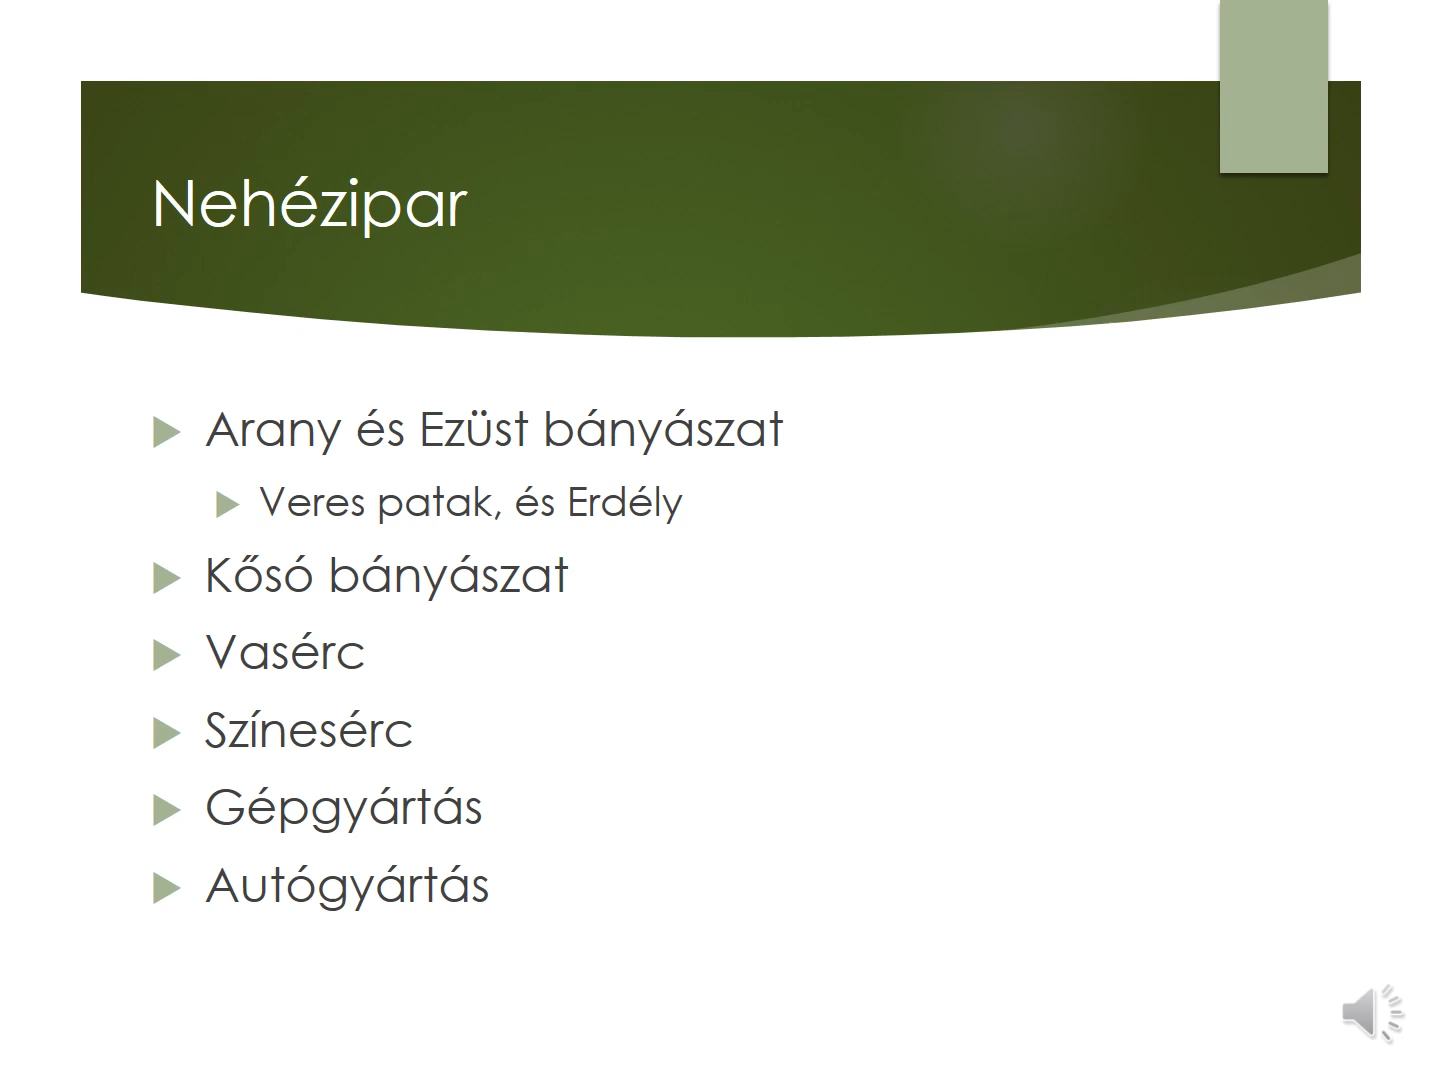 Nehézipar
Arany és Ezüst bányászat
Veres patak, és Erdély
Kősó bányászat
Vasérc
Színesérc
Gépgyártás
Autógyártás